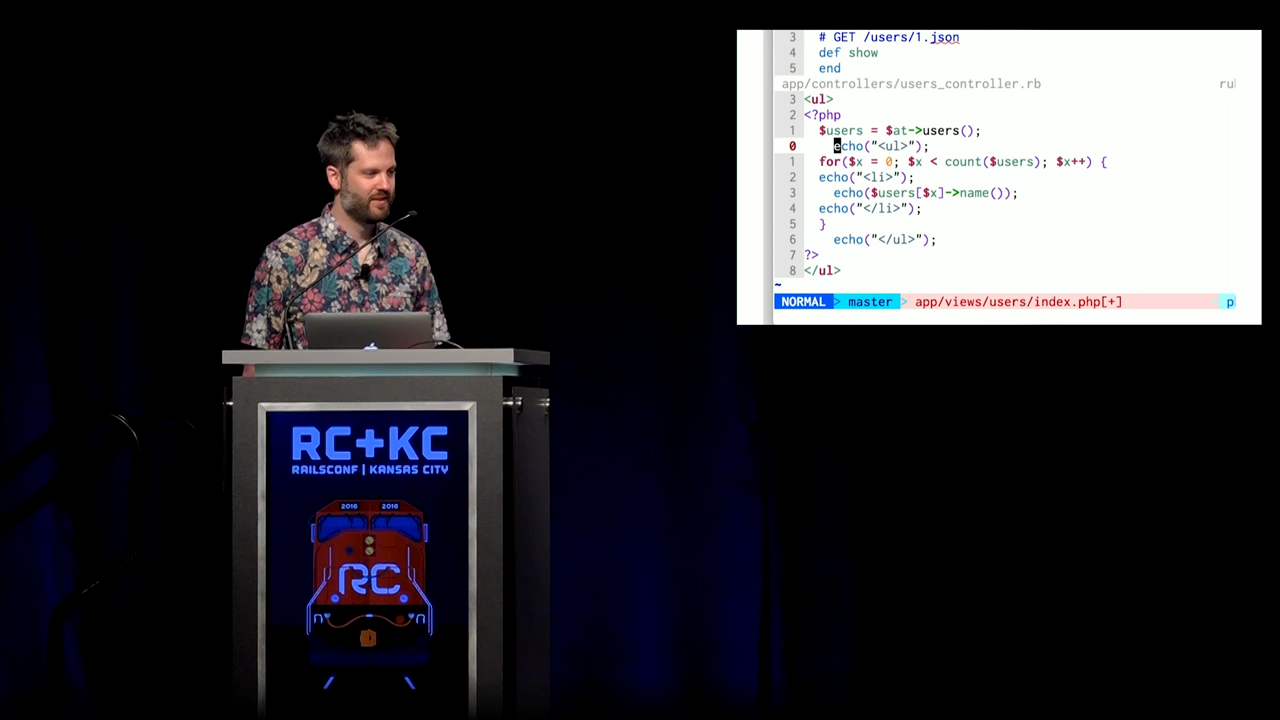 3 # GET /users/1.json
4 def show
5 end
app/controllers/users_controller.rb ru
3 <ul>
2 <?php
1 $users = $at->users();
0 echo("<ul>");
1 for($x = 0; $x < count($users); $x++) {
2 echo("<li>");
3 echo($users[$x]->name());
4 echo("</li>");
5 }
6 echo("</ul>");
7 ?>
8 </ul>
~
NORMAL > master > app/views/users/index.php[+] p
RC+KC
RAILSCONF | KANSAS CITY
2016 2016
RC